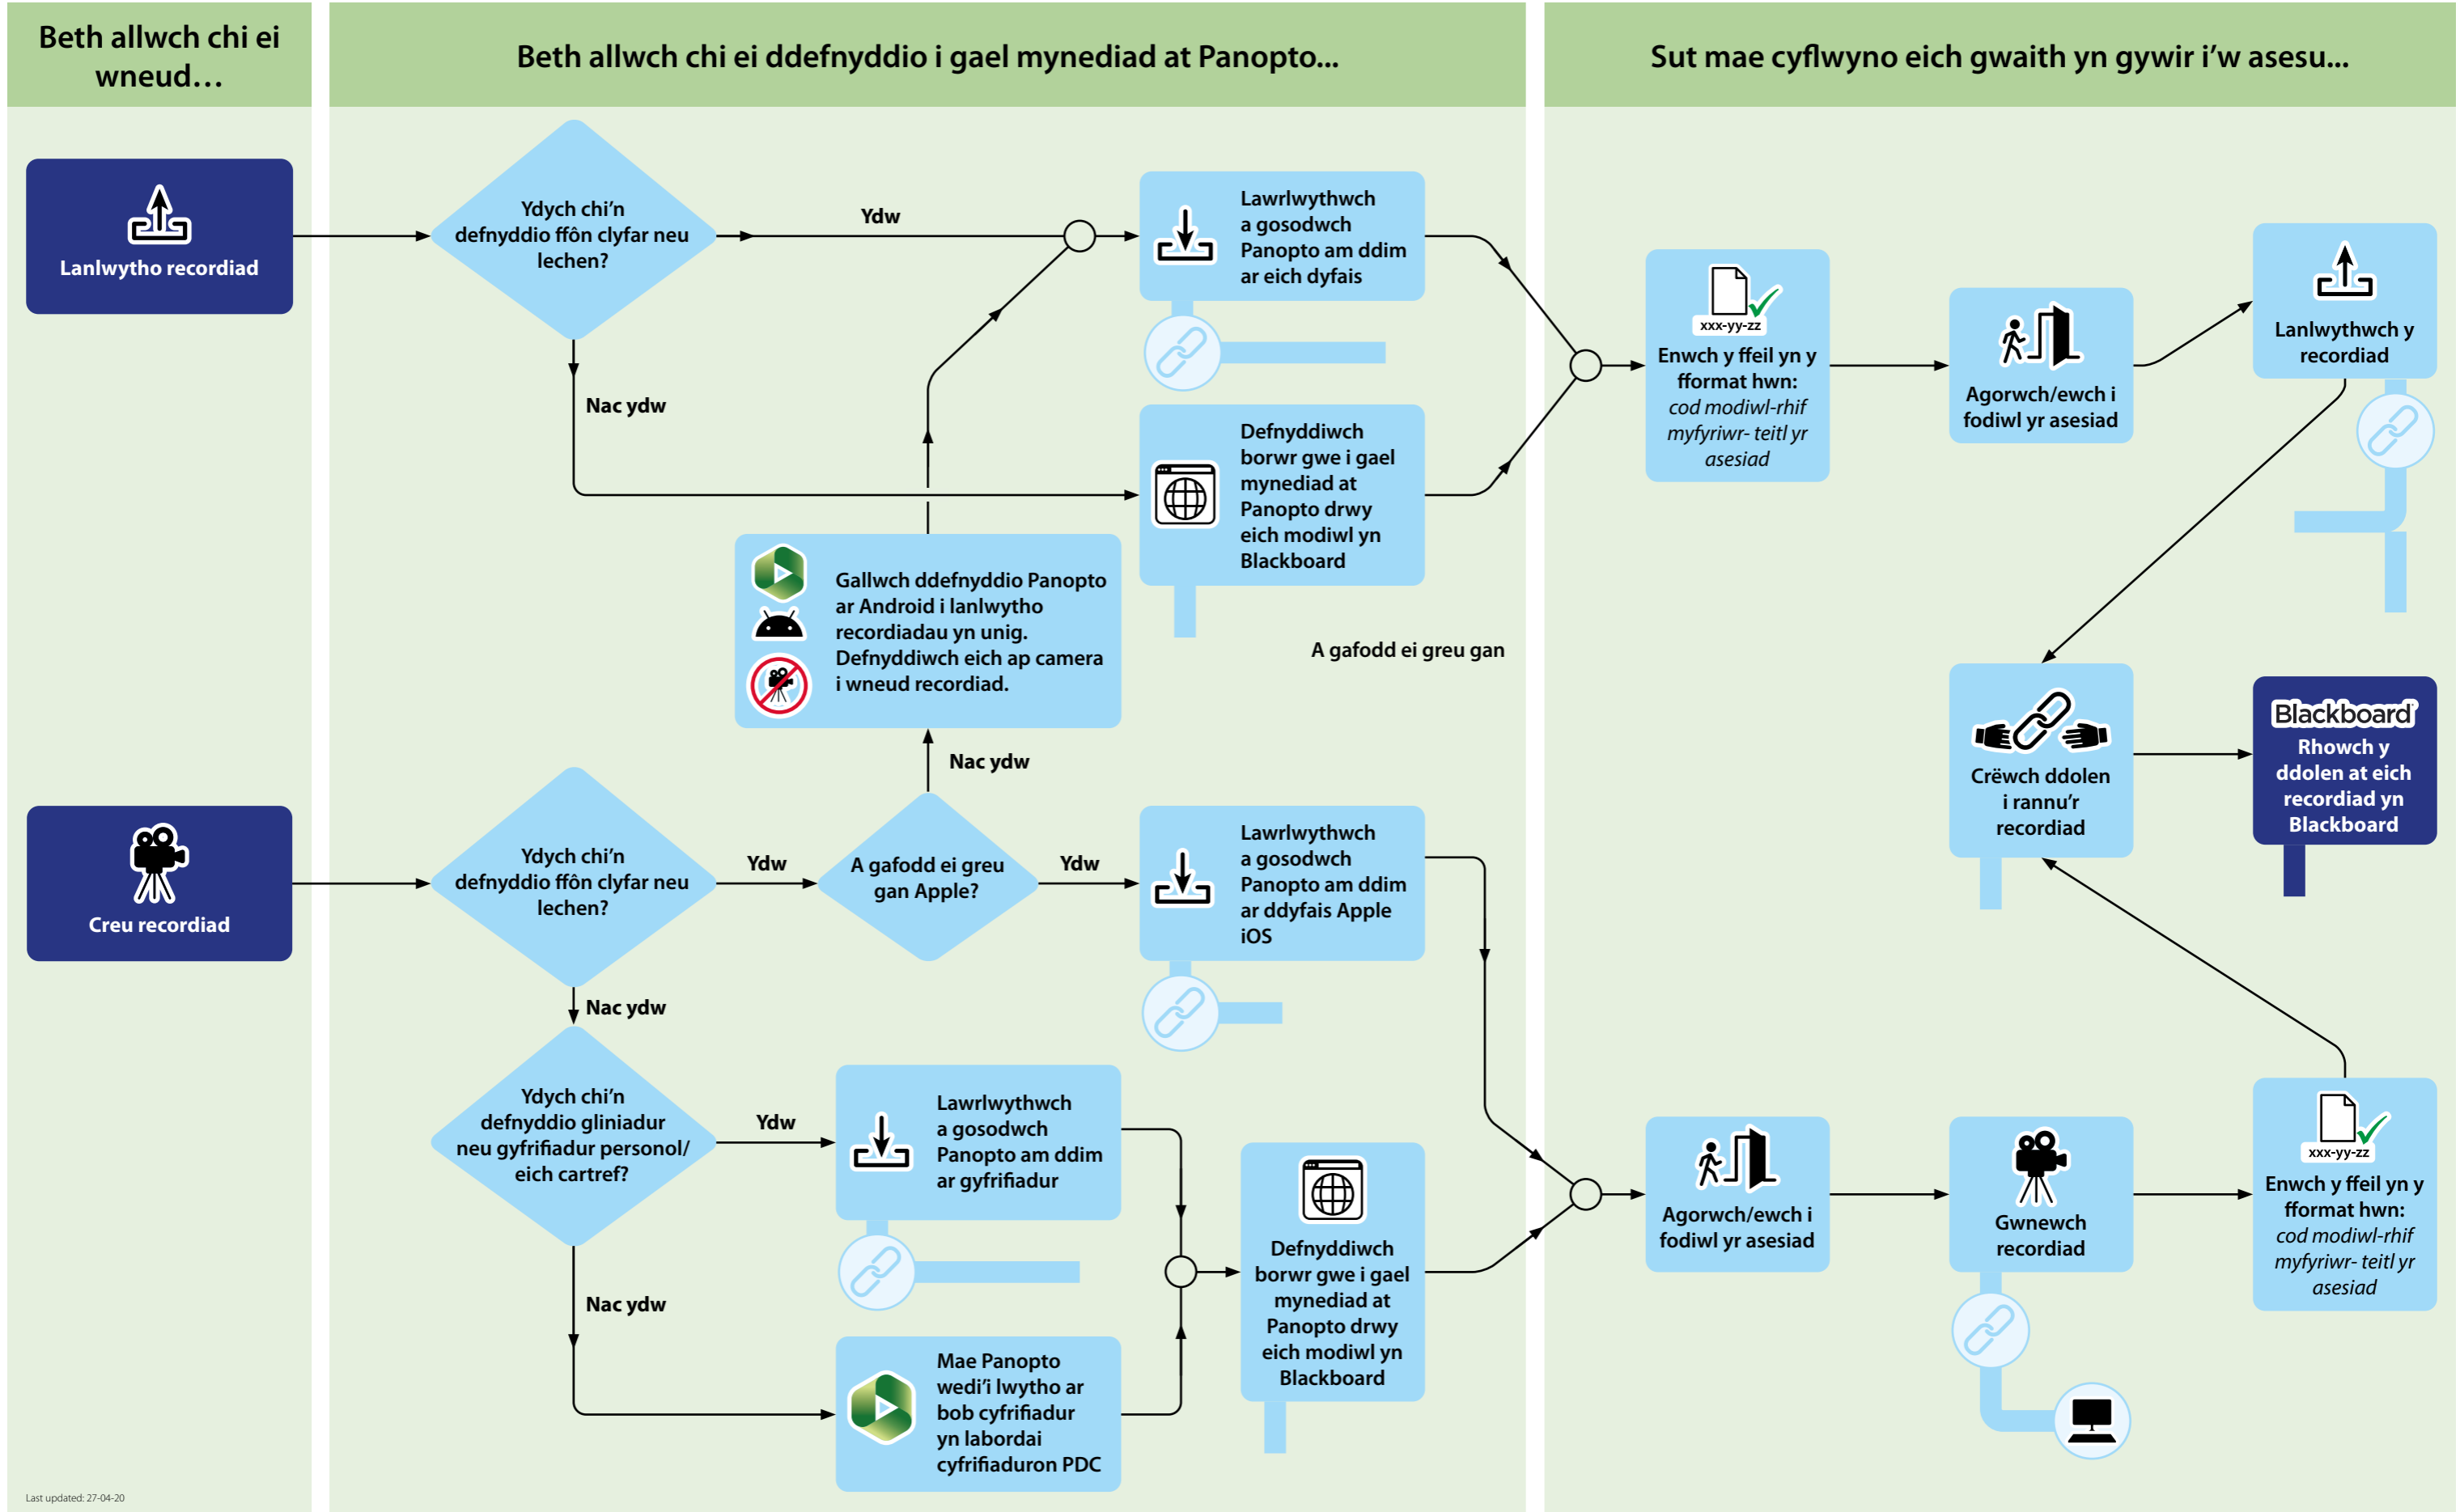 Beth allwch chi ei
wneud...
Beth allwch chi ei ddefnyddio i gael mynediad at Panopto...
Sut mae cyflwyno eich gwaith yn gywir i'w asesu...
Lanlwytho recordiad
Ydych chi'n
defnyddio ffôn clyfar neu
lechen?
Ydw
Nac ydw
Lawrlwythwch
a gosodwch
Panopto am ddim
ar eich dyfais
Defnyddiwch
borwr gwe i gael
mynediad at
Panopto drwy
eich modiwl yn
Blackboard
xxx-yy-zz
Enwch y ffeil yn y
fformat hwn:
cod modiwl-rhif
myfyriwr- teitl yr
asesiad
Agorwch/ewch i
fodiwl yr asesiad
Lanlwythwch y
recordiad
Gallwch ddefnyddio Panopto
ar Android i lanlwytho
recordiadau yn unig.
Defnyddiwch eich ap camera
i wneud recordiad.
A gafodd ei greu gan
Nac ydw
Crëwch ddolen
i rannu'r
recordiad
Blackboard
Rhowch y
ddolen at eich
recordiad yn
Blackboard
Creu recordiad
Ydych chi'n
defnyddio ffôn clyfar neu
lechen?
Ydw
A gafodd ei greu
gan Apple?
Ydw
Lawrlwythwch
a gosodwch
Panopto am ddim
ar ddyfais Apple
iOS
Nac ydw
Ydych chi'n
defnyddio gliniadur
neu gyfrifiadur personol/
eich cartref?
Ydw
Lawrlwythwch
a gosodwch
Panopto am ddim
ar gyfrifiadur
Nac ydw
Mae Panopto
wedi'i lwytho ar
bob cyfrifiadur
yn labordai
cyfrifiaduron PDC
Defnyddiwch
borwr gwe i gael
mynediad at
Panopto drwy
eich modiwl yn
Blackboard
Agorwch/ewch i
fodiwl yr asesiad
Gwnewch
recordiad
xxx-yy-zz
Enwch y ffeil yn y
fformat hwn:
cod modiwl-rhif
myfyriwr- teitl yr
asesiad
Last updated: 27-04-20